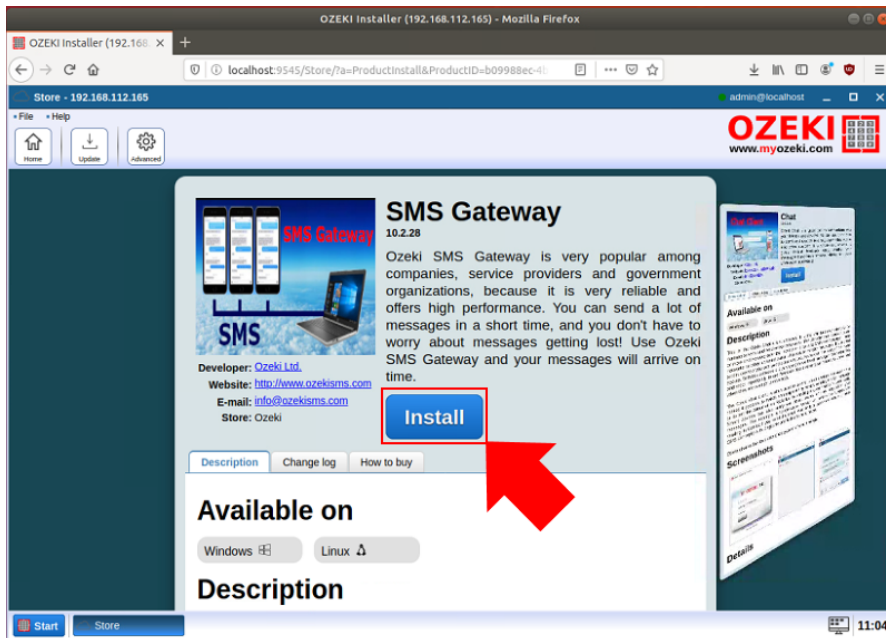 OZEKI Installer (192.168.112.165) - Mozilla Firefox
OZEKI Installer (192.168.
localhost:9545/Store/?a=ProductInstall&ProductID=b09988ec-4
Store - 192.168.112.165
admin@localhost
File
Help
Home
Update
Advanced
OZEKI
www.myozeki.com
SMS Gateway
SMS
SMS Gateway
10.2.28
Ozeki SMS Gateway is very popular among
companies, service providers and government
organizations, because it is very reliable and
offers high performance. You can send a lot of
messages in a short time, and you don't have to
worry about messages getting lost! Use Ozeki
SMS Gateway and your messages will arrive on
time.
Developer: Ozeki Ltd.
Website: http://www.ozekisms.com
E-mail: info@ozekisms.com
Store: Ozeki
Install
Description
Change log
How to buy
Available on
Windows
Linux
Description
Chat
Install
Available on
Description
Screenshots
Details
Start
Store
11:04